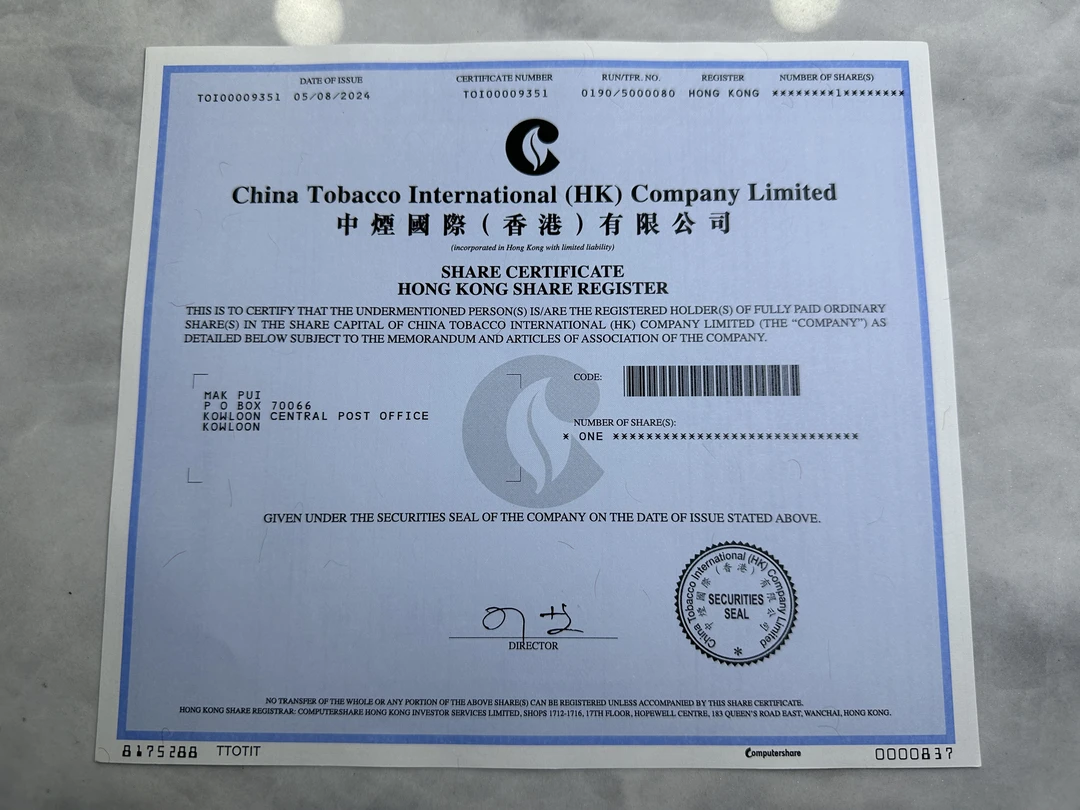 DATE OF ISSUE CERTIFICATE NUMBER RUN/TFR. NO. REGISTER NUMBER OF SHARE(S)
TOI00009351 05/08/2024 TOI00009351 0190/5000080 HONG KONG ********1********
China Tobacco International (HK) Company Limited
中煙國際(香港)有限公司
(incorporated in Hong Kong with limited liability)
SHARE CERTIFICATE
HONG KONG SHARE REGISTER
THIS IS TO CERTIFY THAT THE UNDERMENTIONED PERSON(S) IS/ARE THE REGISTERED HOLDER(S) OF FULLY PAID ORDINARY
SHARE(S) IN THE SHARE CAPITAL OF CHINA TOBACCO INTERNATIONAL (HK) COMPANY LIMITED (THE “COMPANY”) AS
DETAILED BELOW SUBJECT TO THE MEMORANDUM AND ARTICLES OF ASSOCIATION OF THE COMPANY.
CODE:
MAK PUI
P O BOX 70066
KOWLOON CENTRAL POST OFFICE
KOWLOON
NUMBER OF SHARE(S):
* ONE ******************************
GIVEN UNDER THE SECURITIES SEAL OF THE COMPANY ON THE DATE OF ISSUE STATED ABOVE.
China Tobacco International (HK) Company Limited
中煙國際(香港)有限公司
SECURITIES
SEAL
*
DIRECTOR
NO TRANSFER OF THE WHOLE OR ANY PORTION OF THE ABOVE SHARE(S) CAN BE REGISTERED UNLESS ACCOMPANIED BY THIS SHARE CERTIFICATE.
HONG KONG SHARE REGISTRAR: COMPUTERSHARE HONG KONG INVESTOR SERVICES LIMITED, SHOPS 1712-1716, 17TH FLOOR, HOPEWELL CENTRE, 183 QUEEN'S ROAD EAST, WANCHAI, HONG KONG.
8175288 TTOTIT Computershare 0000837